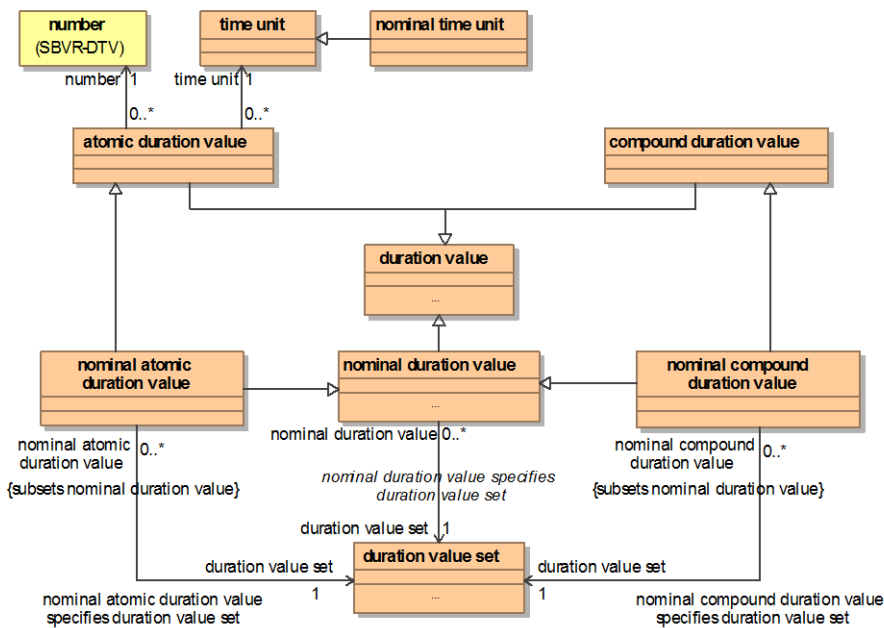 number
(SBVR-DTV)
time unit
nominal time unit
number 1
time unit 1
0..*
0..*
atomic duration value
compound duration value
duration value
...
nominal atomic
duration value
nominal duration value
...
nominal compound
duration value
nominal atomic
duration value
0..*
{subsets nominal duration value}
nominal duration value 0..*
nominal duration value specifies
duration value set
nominal compound
duration value
0..*
{subsets nominal duration value}
duration value set 1
duration value set
...
duration value set
1
duration value set
1
nominal atomic duration value
specifies duration value set
nominal compound duration value
specifies duration value set